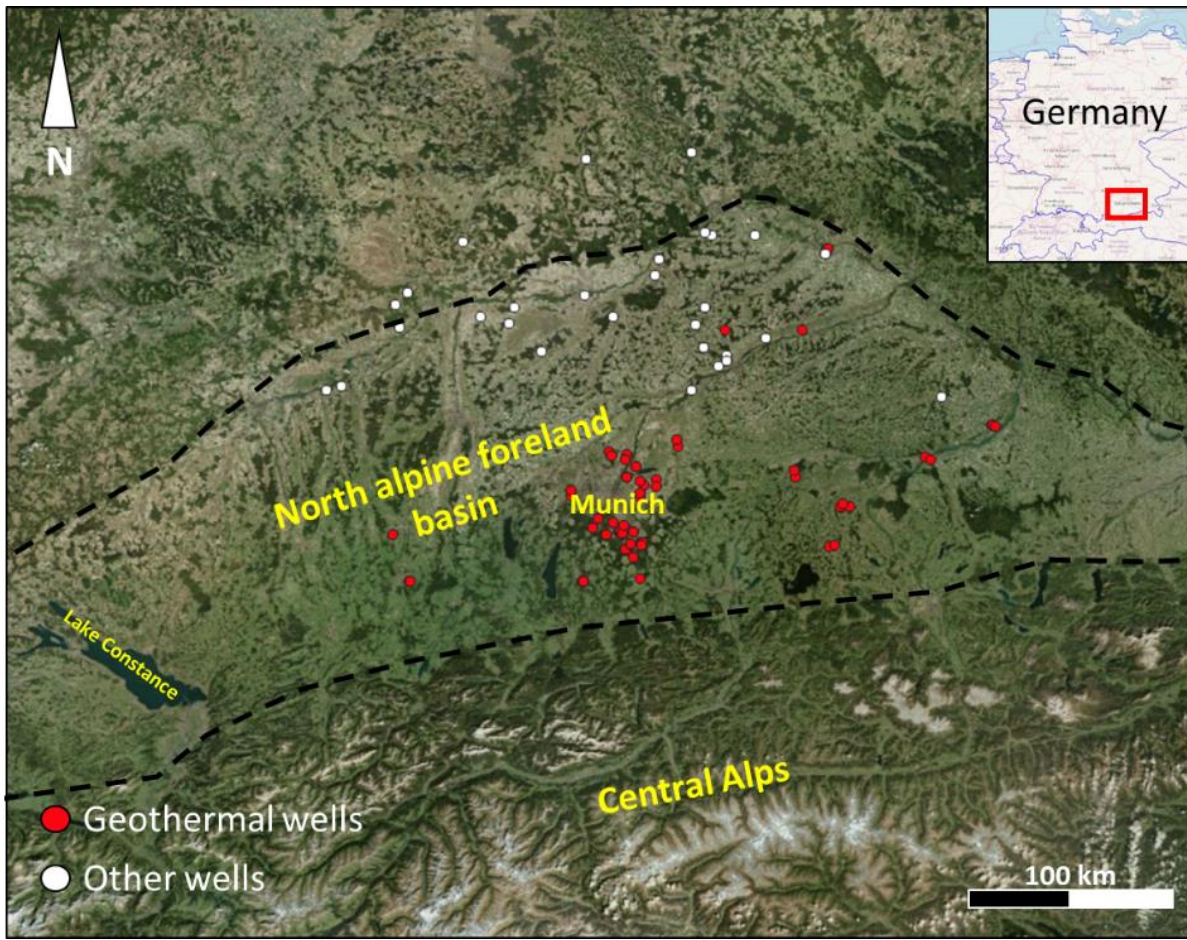 N
Germany
North alpine foreland
basin
Munich
Lake Constance
Central Alps
Geothermal wells
Other wells
100 km